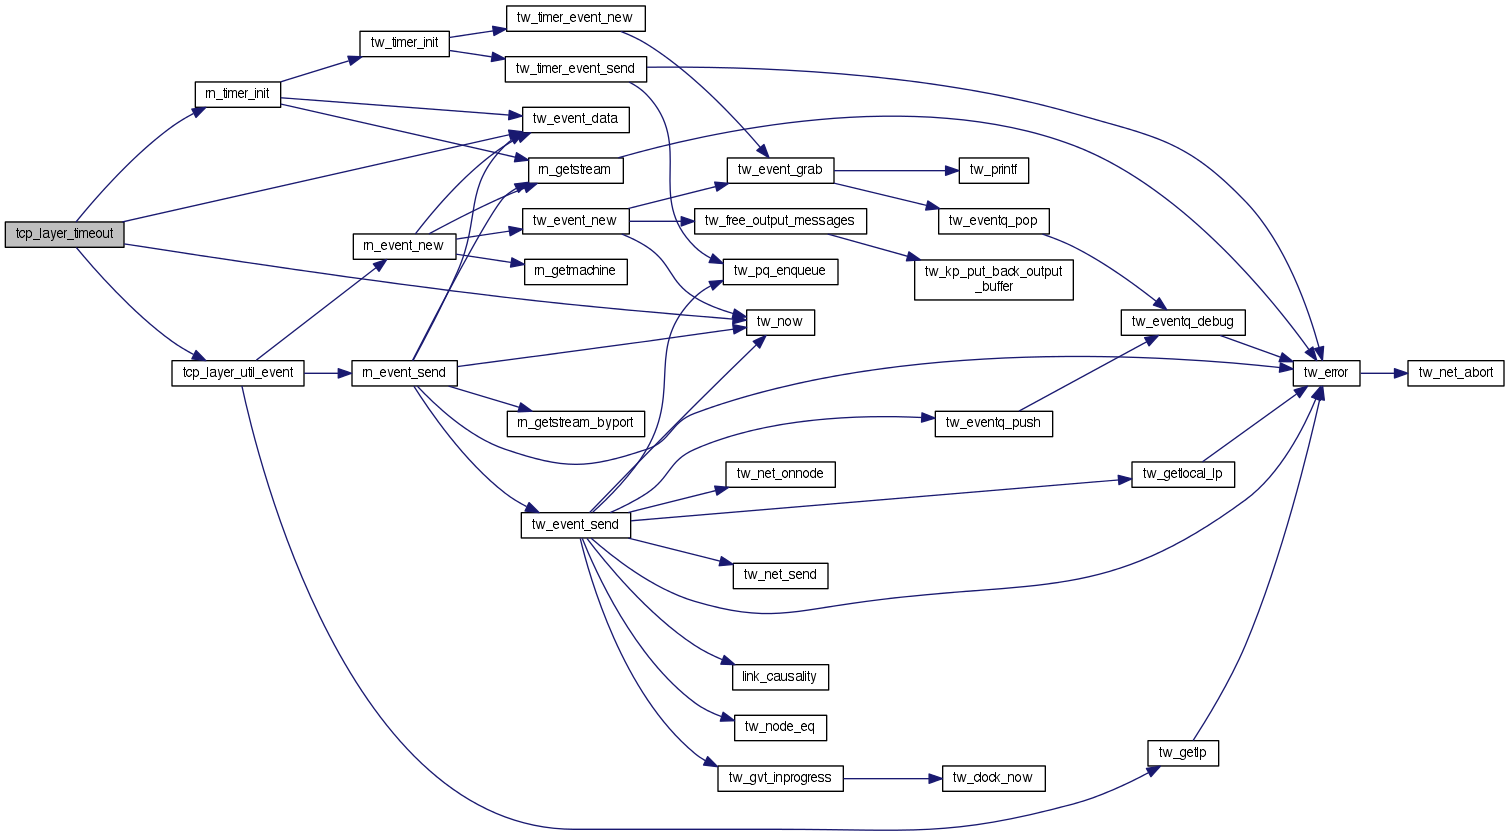 tw_timer_event_new
tw_timer_init
tw_timer_event_send
rn_timer_init
tw_event_data
rn_getstream
tw_event_grab
tw_printf
tcp_layer_timeout
tw_event_new
tw_free_output_messages
tw_eventq_pop
rn_event_new
rn_getmachine
tw_pq_enqueue
tw_kp_put_back_output
_buffer
tw_now
tw_eventq_debug
tcp_layer_util_event
rn_event_send
tw_error
tw_net_abort
rn_getstream_byport
tw_eventq_push
tw_net_onnode
tw_getlocal_lp
tw_event_send
tw_net_send
link_causality
tw_node_eq
tw_getlp
tw_gvt_inprogress
tw_clock_now